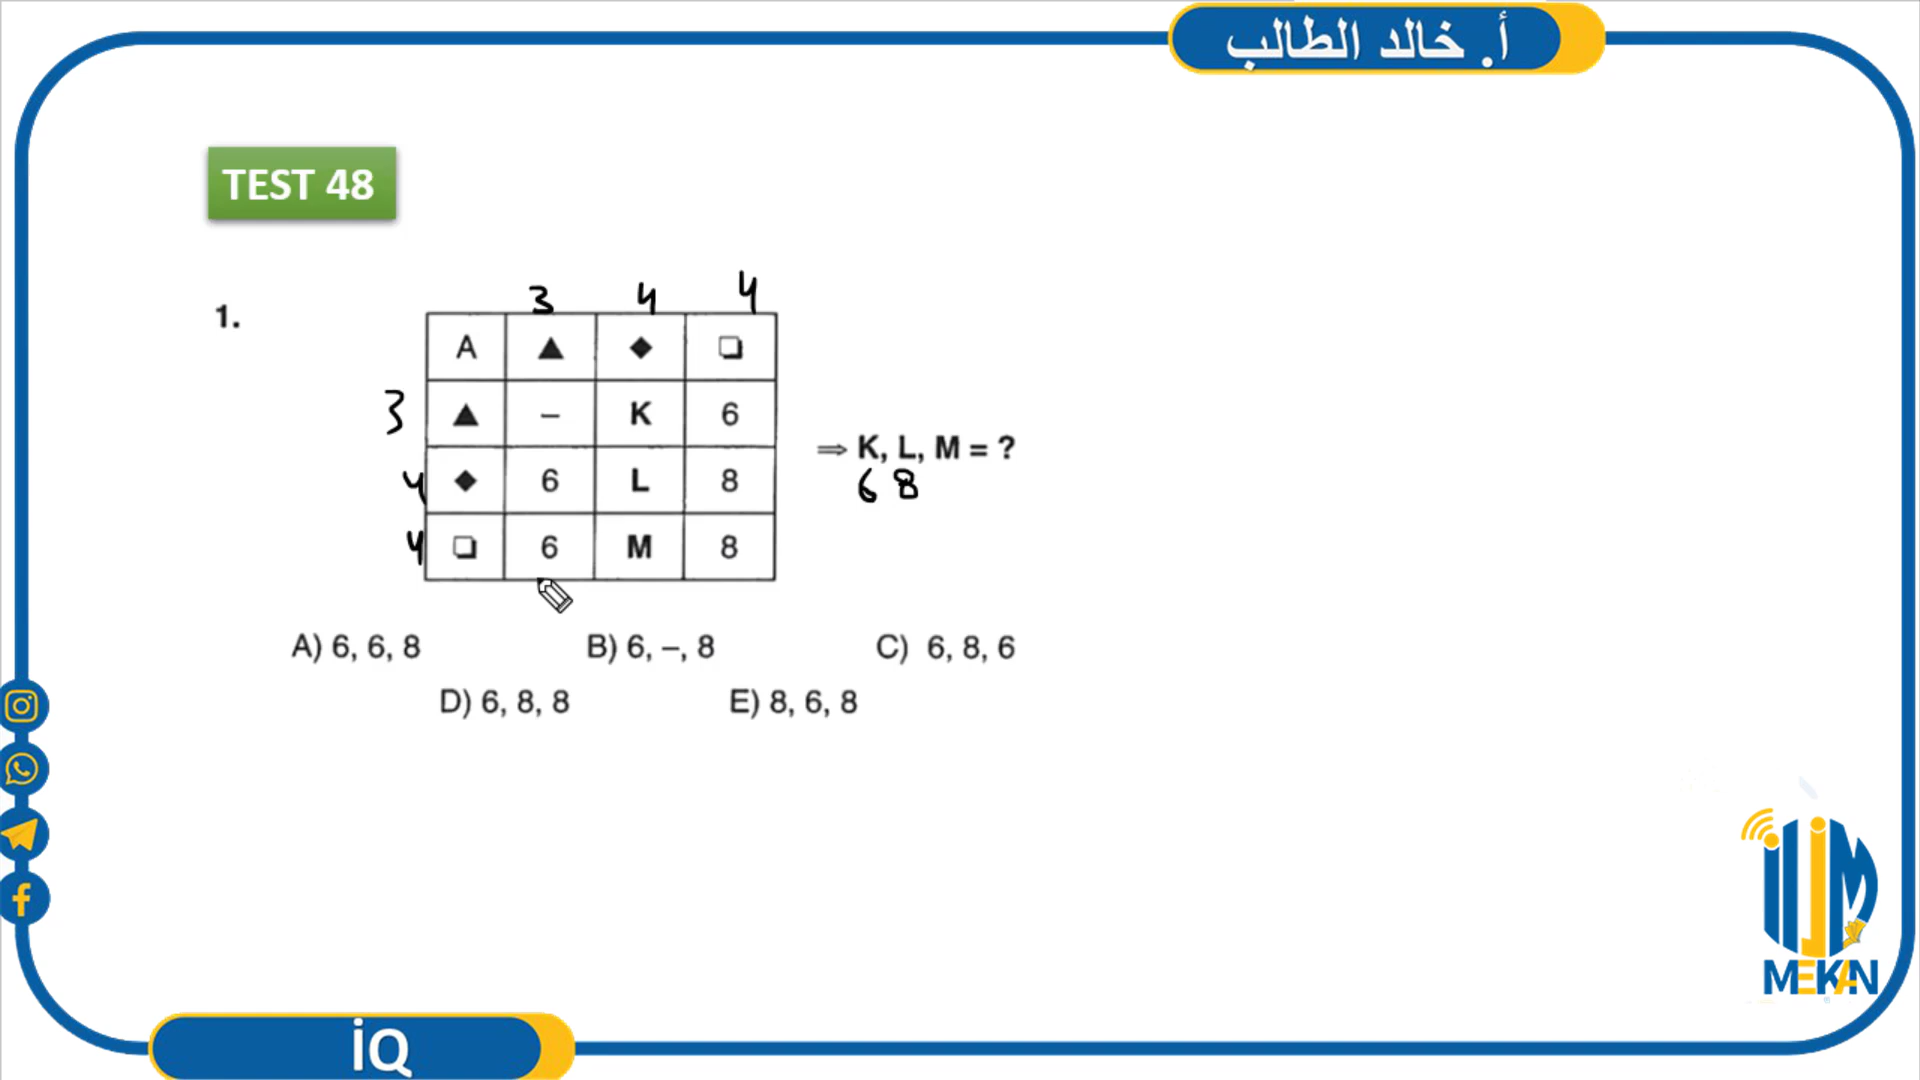 أ. خالد الطالب
TEST 48
3 4 4
1.
A ▲ ◆ ❏
3 ▲ – K 6
⇒ K, L, M = ?
4 ◆ 6 L 8
6 8
4 ❏ 6 M 8
A) 6, 6, 8 B) 6, –, 8 C) 6, 8, 6
D) 6, 8, 8 E) 8, 6, 8
MEKAN
İQ